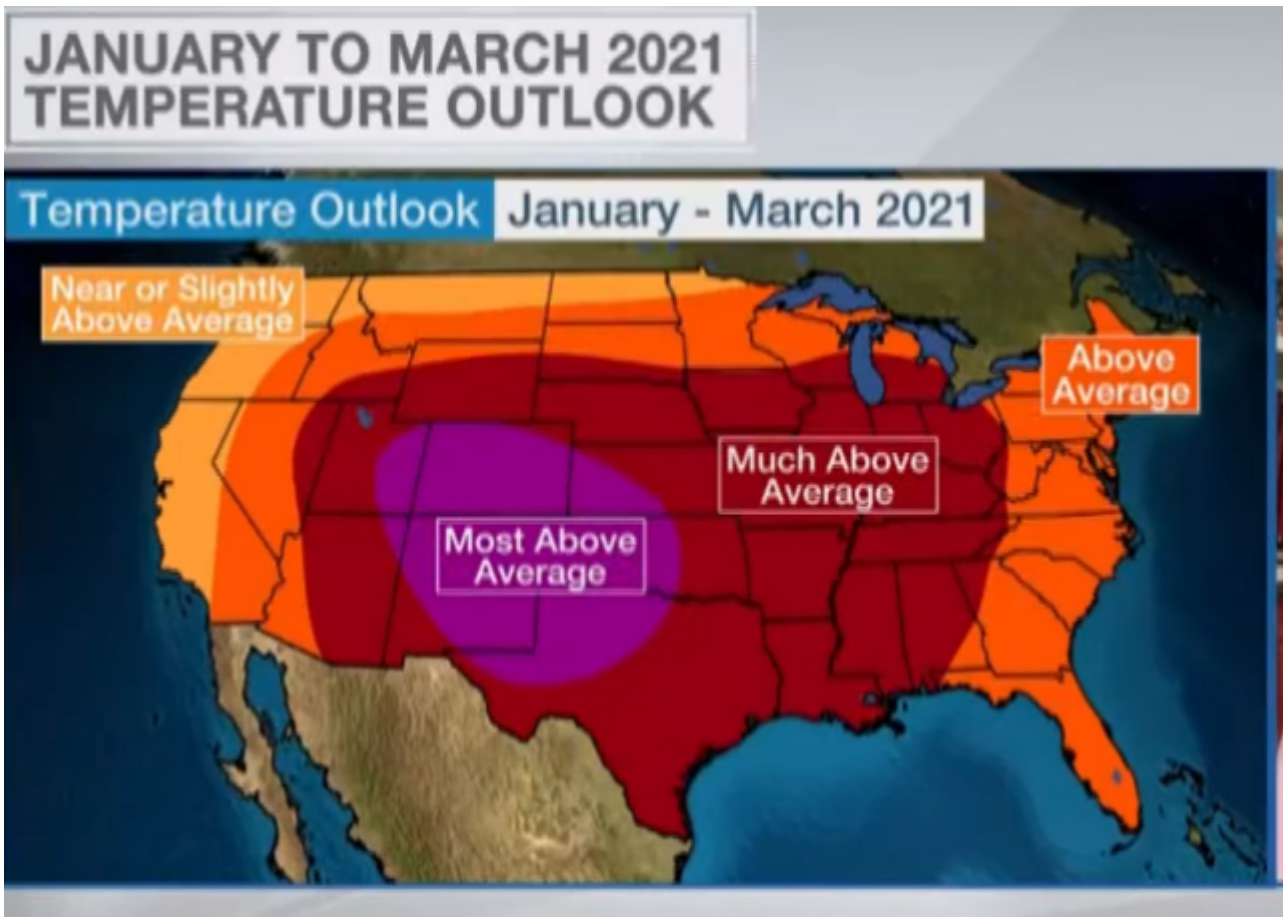 JANUARY TO MARCH 2021
TEMPERATURE OUTLOOK
Temperature Outlook January - March 2021
Near or Slightly
Above Average
Above
Average
Much Above
Average
Most Above
Average